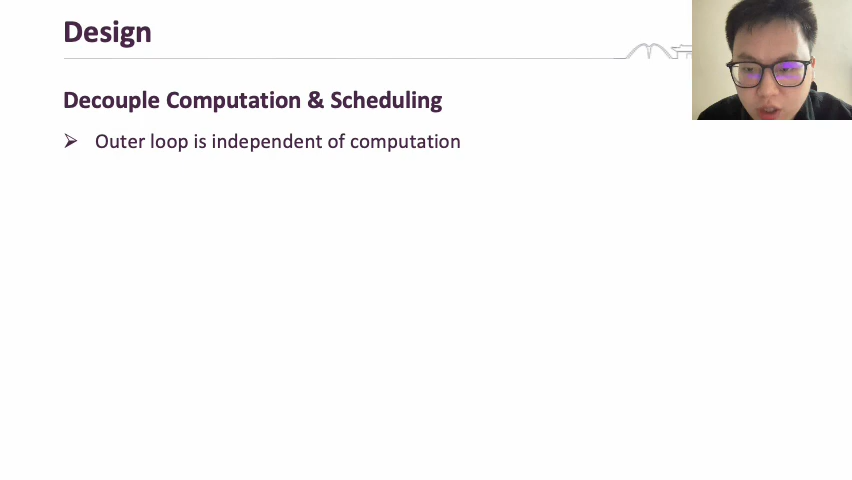 Design
Decouple Computation & Scheduling
➢ Outer loop is independent of computation